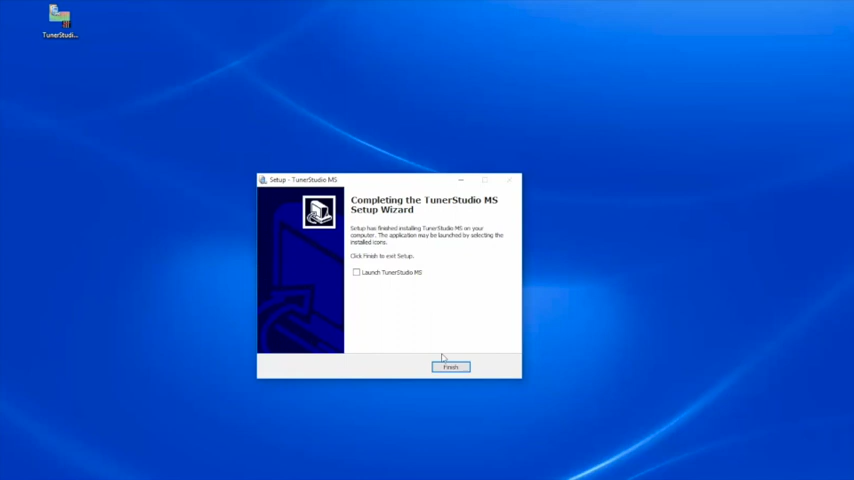 TunerStudi...
Setup - TunerStudio MS
Completing the TunerStudio MS
Setup Wizard
Setup has finished installing TunerStudio MS on your
computer. The application may be launched by selecting the
installed icons.
Click Finish to exit Setup.
Launch TunerStudio MS
Finish